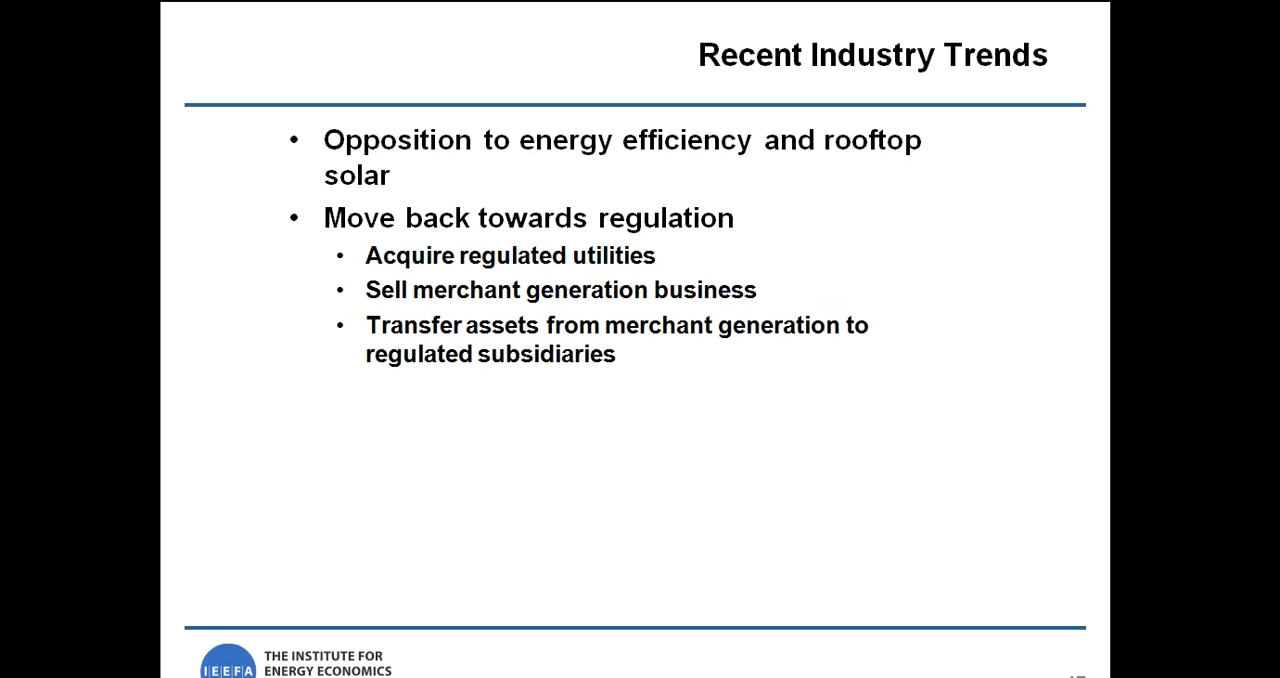 Recent Industry Trends
• Opposition to energy efficiency and rooftop
solar
• Move back towards regulation
• Acquire regulated utilities
• Sell merchant generation business
• Transfer assets from merchant generation to
regulated subsidiaries
IEEFA
THE INSTITUTE FOR
ENERGY ECONOMICS